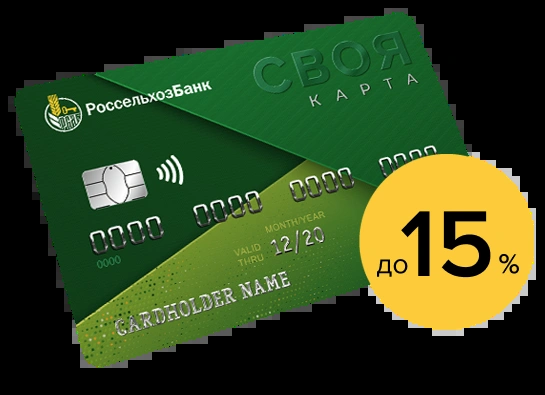 СВОЯ
КАРТА
РоссельхозБанк
0000 0000 0000 0000
0000
MONTH/YEAR
VALID
THRU
12/20
CARDHOLDER NAME
до 15 %